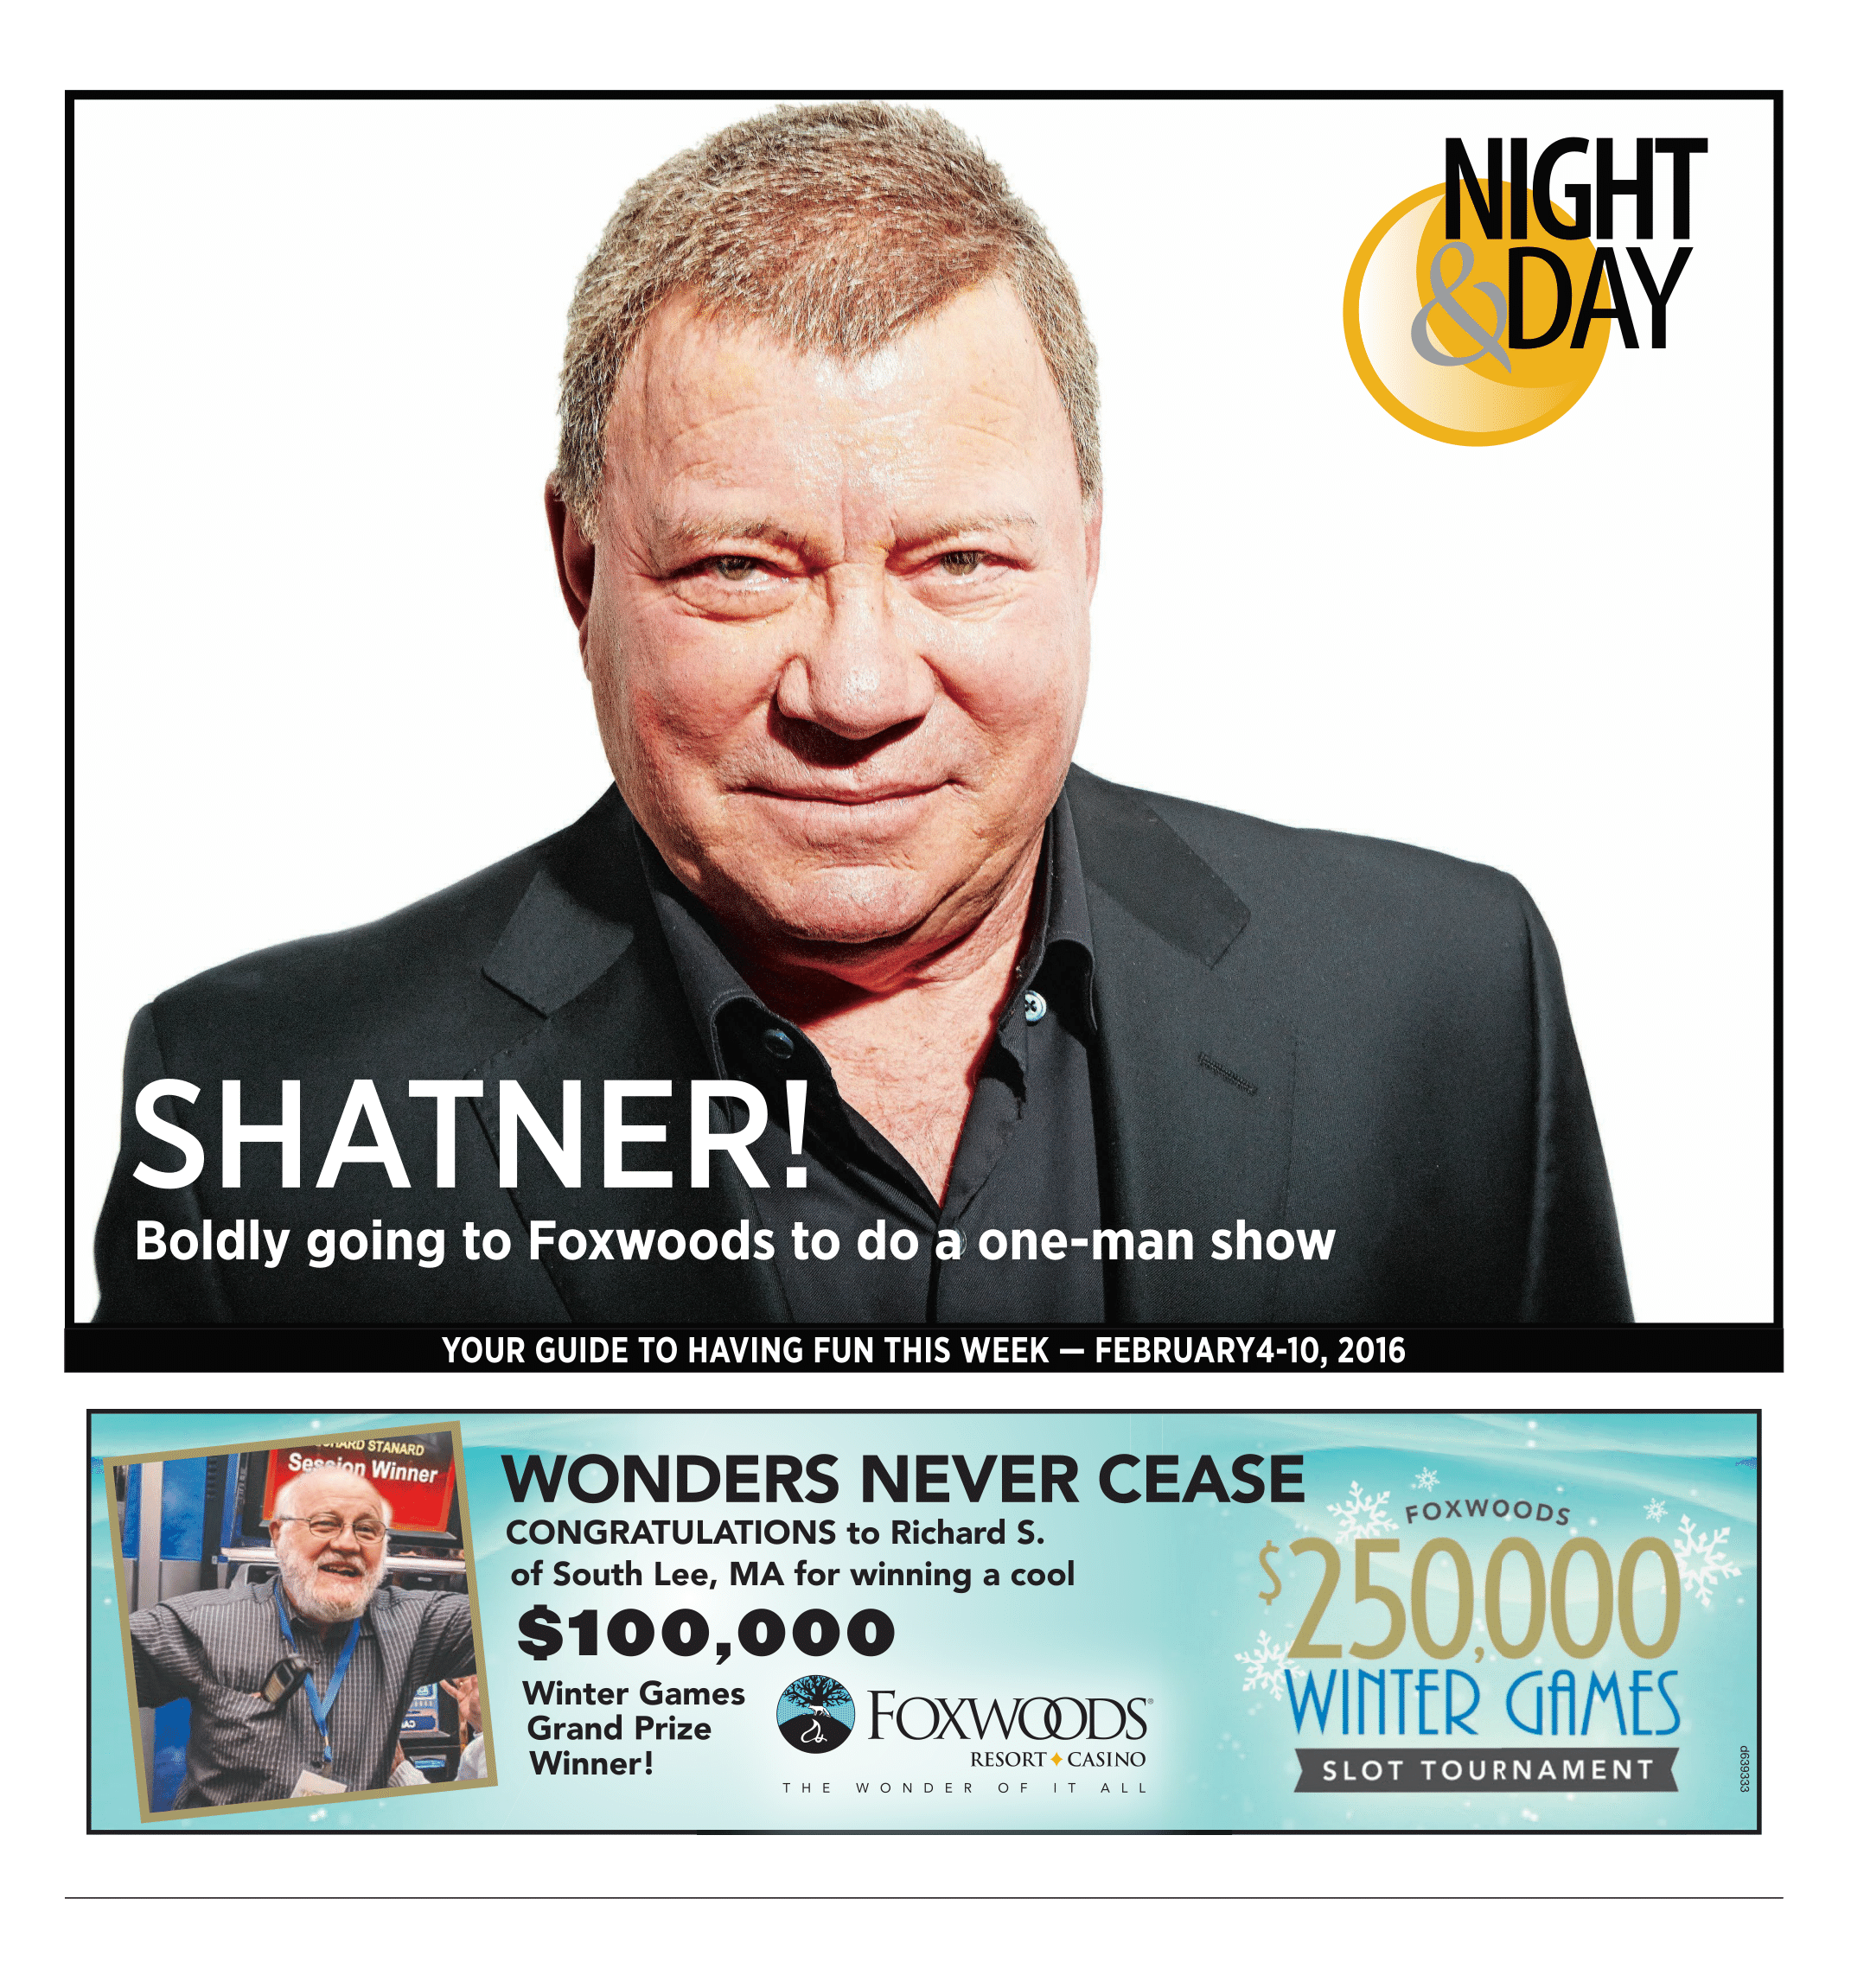 NIGHT
&DAY
SHATNER!
Boldly going to Foxwoods to do a one-man show
YOUR GUIDE TO HAVING FUN THIS WEEK — FEBRUARY4-10, 2016
STANARD
Session Winner
WONDERS NEVER CEASE
CONGRATULATIONS to Richard S.
of South Lee, MA for winning a cool
$100,000
Winter Games
Grand Prize
Winner!
FOXWOODS®
RESORT CASINO
THE WONDER OF IT ALL
FOXWOODS
$250,000
WINTER GAMES
SLOT TOURNAMENT
d639333